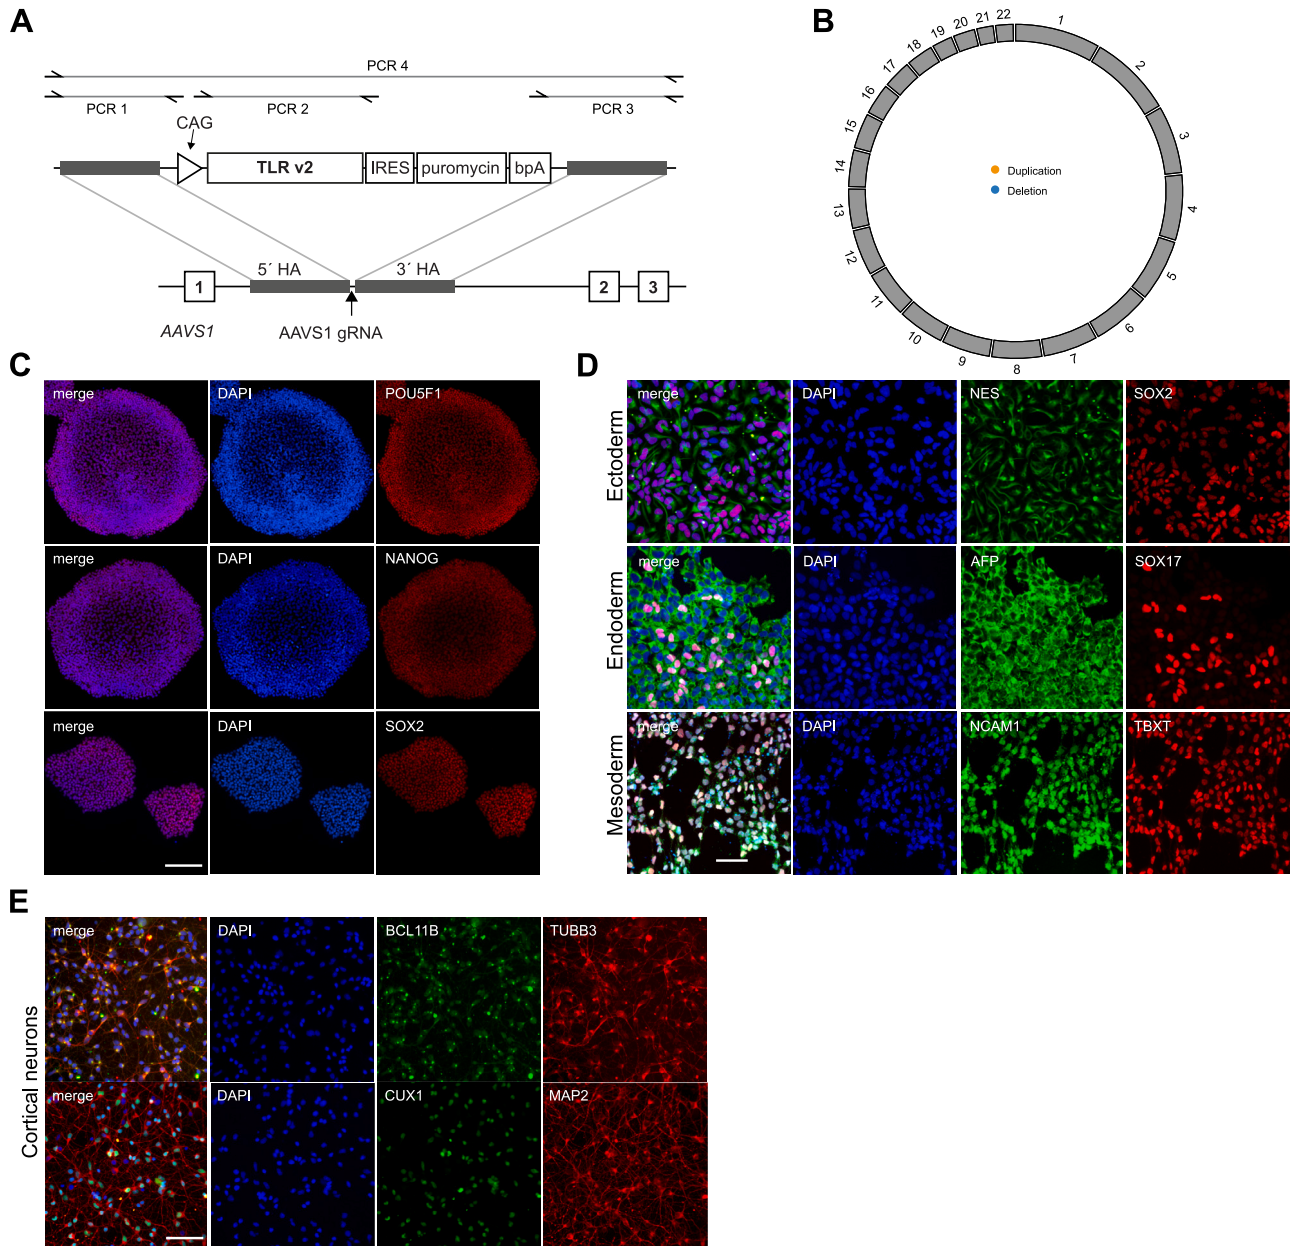 A
PCR 4
PCR 1
PCR 2
PCR 3
CAG
TLR v2
IRES
puromycin
bpA
5´ HA
3´ HA
1
2
3
AAVS1
AAVS1 gRNA
B
1
2
3
4
5
6
7
8
9
10
11
12
13
14
15
16
17
18
19
20
21
22
Duplication
Deletion
C
merge
DAPI
POU5F1
merge
DAPI
NANOG
merge
DAPI
SOX2
D
Ectoderm
merge
DAPI
NES
SOX2
Endoderm
merge
DAPI
AFP
SOX17
Mesoderm
merge
DAPI
NCAM1
TBXT
E
Cortical neurons
merge
DAPI
BCL11B
TUBB3
merge
DAPI
CUX1
MAP2